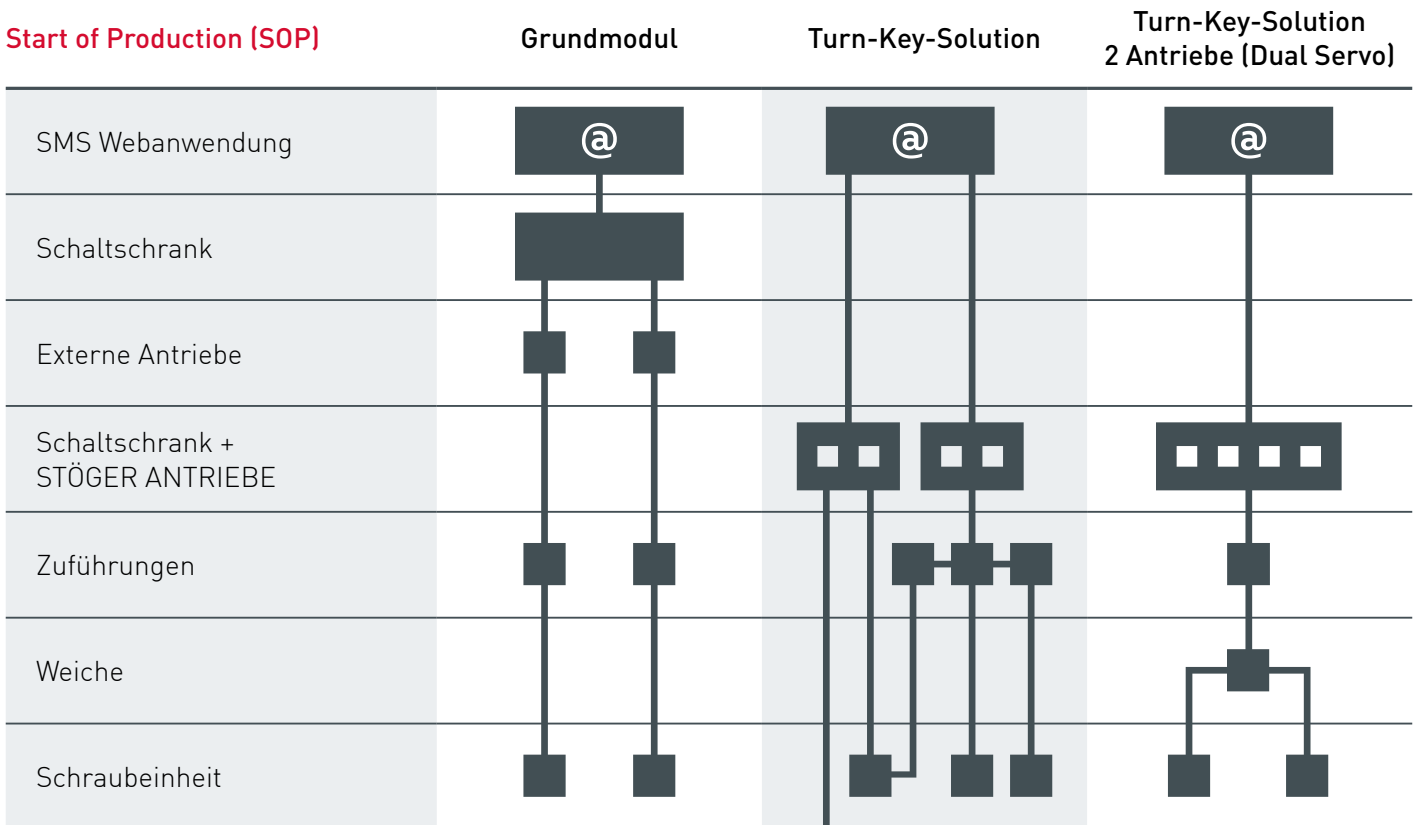 Start of Production (SOP)
Grundmodul
Turn-Key-Solution
Turn-Key-Solution
2 Antriebe (Dual Servo)
SMS Webanwendung
@
@
@
Schaltschrank
Externe Antriebe
Schaltschrank +
STÖGER ANTRIEBE
Zuführungen
Weiche
Schraubeinheit